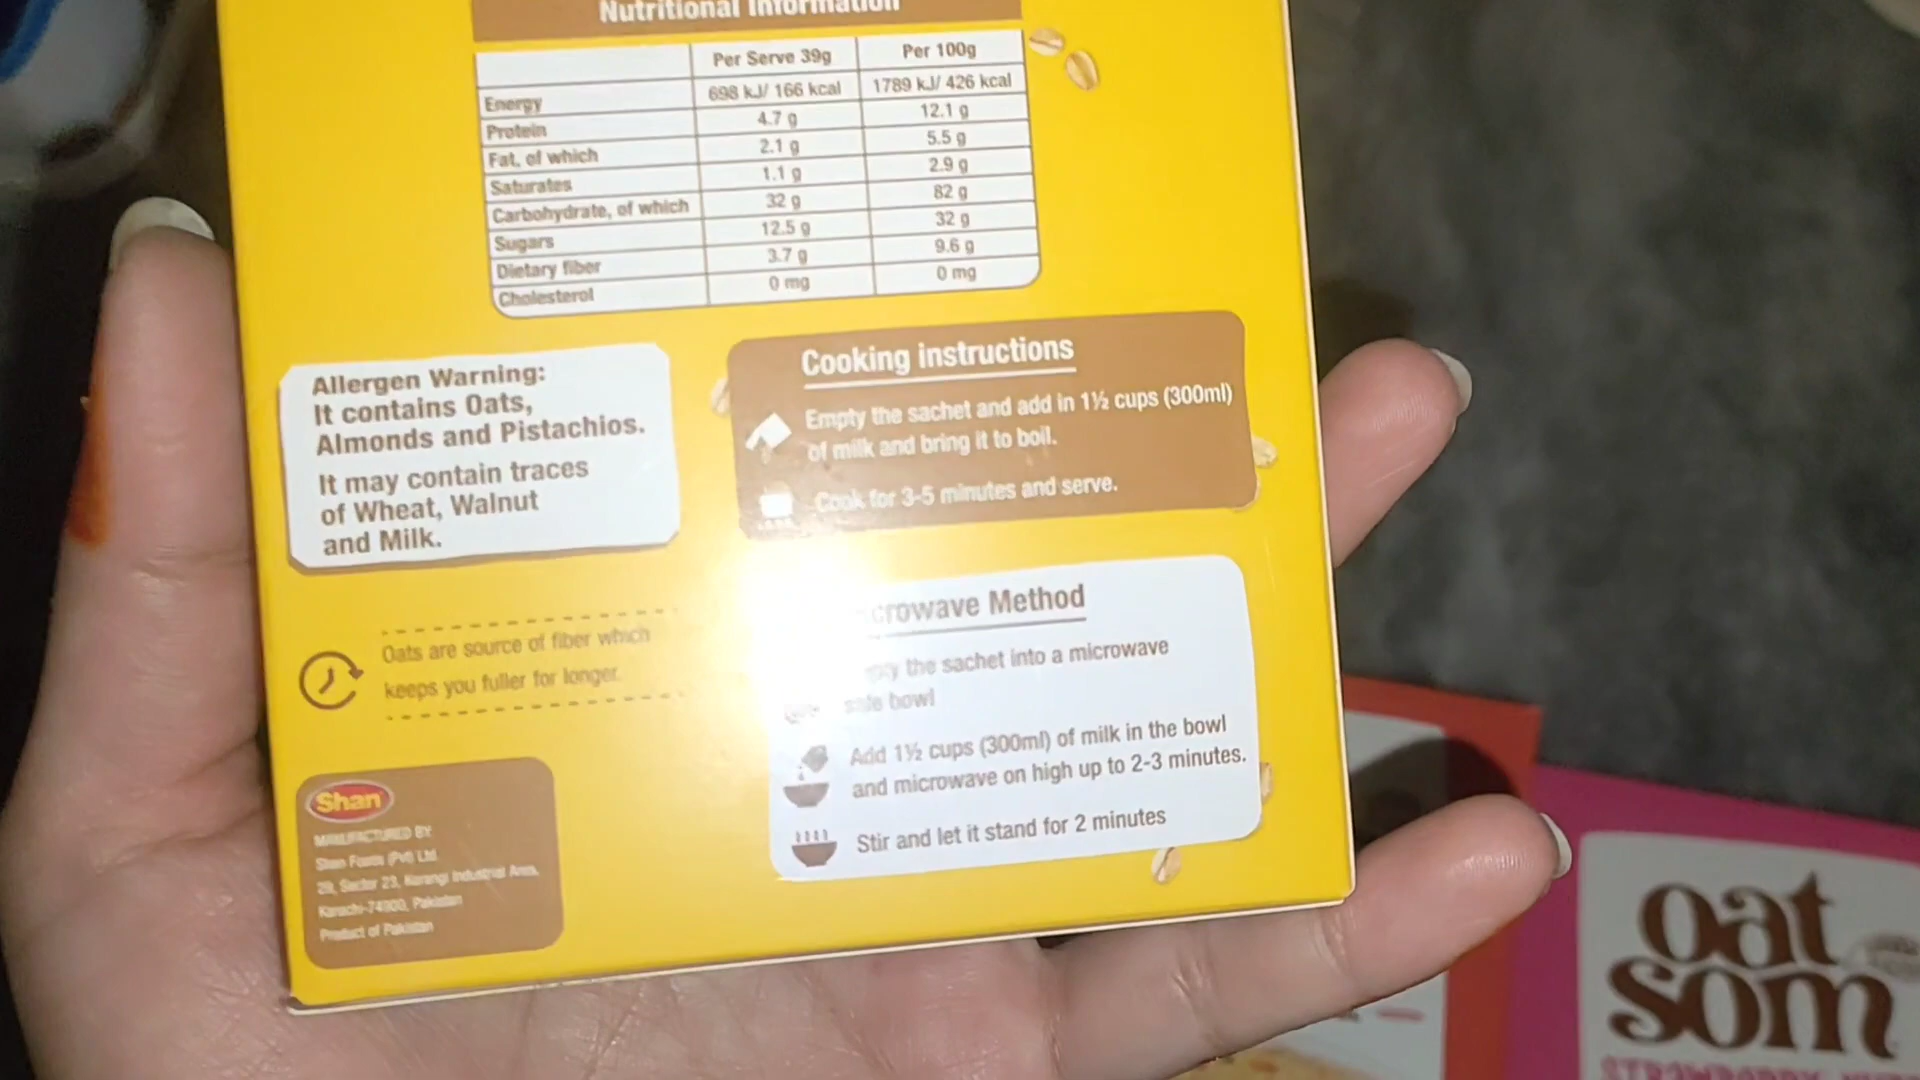 Nutritional Information
Per Serve 39g Per 100g
Energy 698 kJ/ 166 kcal 1789 kJ/ 426 kcal
Protein 4.7 g 12.1 g
Fat, of which 2.1 g 5.5 g
Saturates 1.1 g 2.9 g
Carbohydrate, of which 32 g 82 g
Sugars 12.5 g 32 g
Dietary fiber 3.7 g 9.6 g
Cholesterol 0 mg 0 mg
Allergen Warning:
It contains Oats,
Almonds and Pistachios.
It may contain traces
of Wheat, Walnut
and Milk.
Cooking instructions
Empty the sachet and add in 1½ cups (300ml)
of milk and bring it to boil.
Cook for 3-5 minutes and serve.
Oats are source of fiber which
keeps you fuller for longer.
crowave Method
the sachet into a microwave
safe bowl
Add 1½ cups (300ml) of milk in the bowl
and microwave on high up to 2-3 minutes.
Stir and let it stand for 2 minutes
Shan
MANUFACTURED BY:
Shan Foods (Pvt) Ltd.
29, Sector 23, Korangi Industrial Area,
Karachi-74900, Pakistan
Product of Pakistan
oat
som